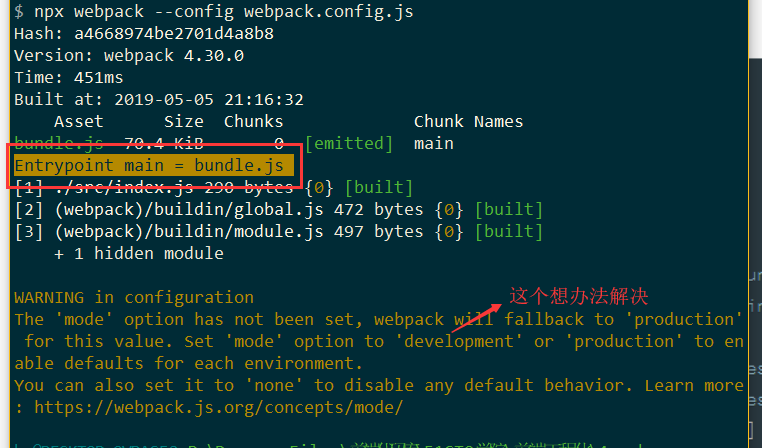 $ npx webpack --config webpack.config.js
Hash: a4668974be2701d4a8b8
Version: webpack 4.30.0
Time: 451ms
Built at: 2019-05-05 21:16:32
Asset Size Chunks Chunk Names
bundle.js 70.4 KiB 0 [emitted] main
Entrypoint main = bundle.js
[1] ./src/index.js 290 bytes {0} [built]
[2] (webpack)/buildin/global.js 472 bytes {0} [built]
[3] (webpack)/buildin/module.js 497 bytes {0} [built]
+ 1 hidden module
WARNING in configuration
这个想办法解决
The 'mode' option has not been set, webpack will fallback to 'production'
for this value. Set 'mode' option to 'development' or 'production' to en
able defaults for each environment.
You can also set it to 'none' to disable any default behavior. Learn more
: https://webpack.js.org/concepts/mode/